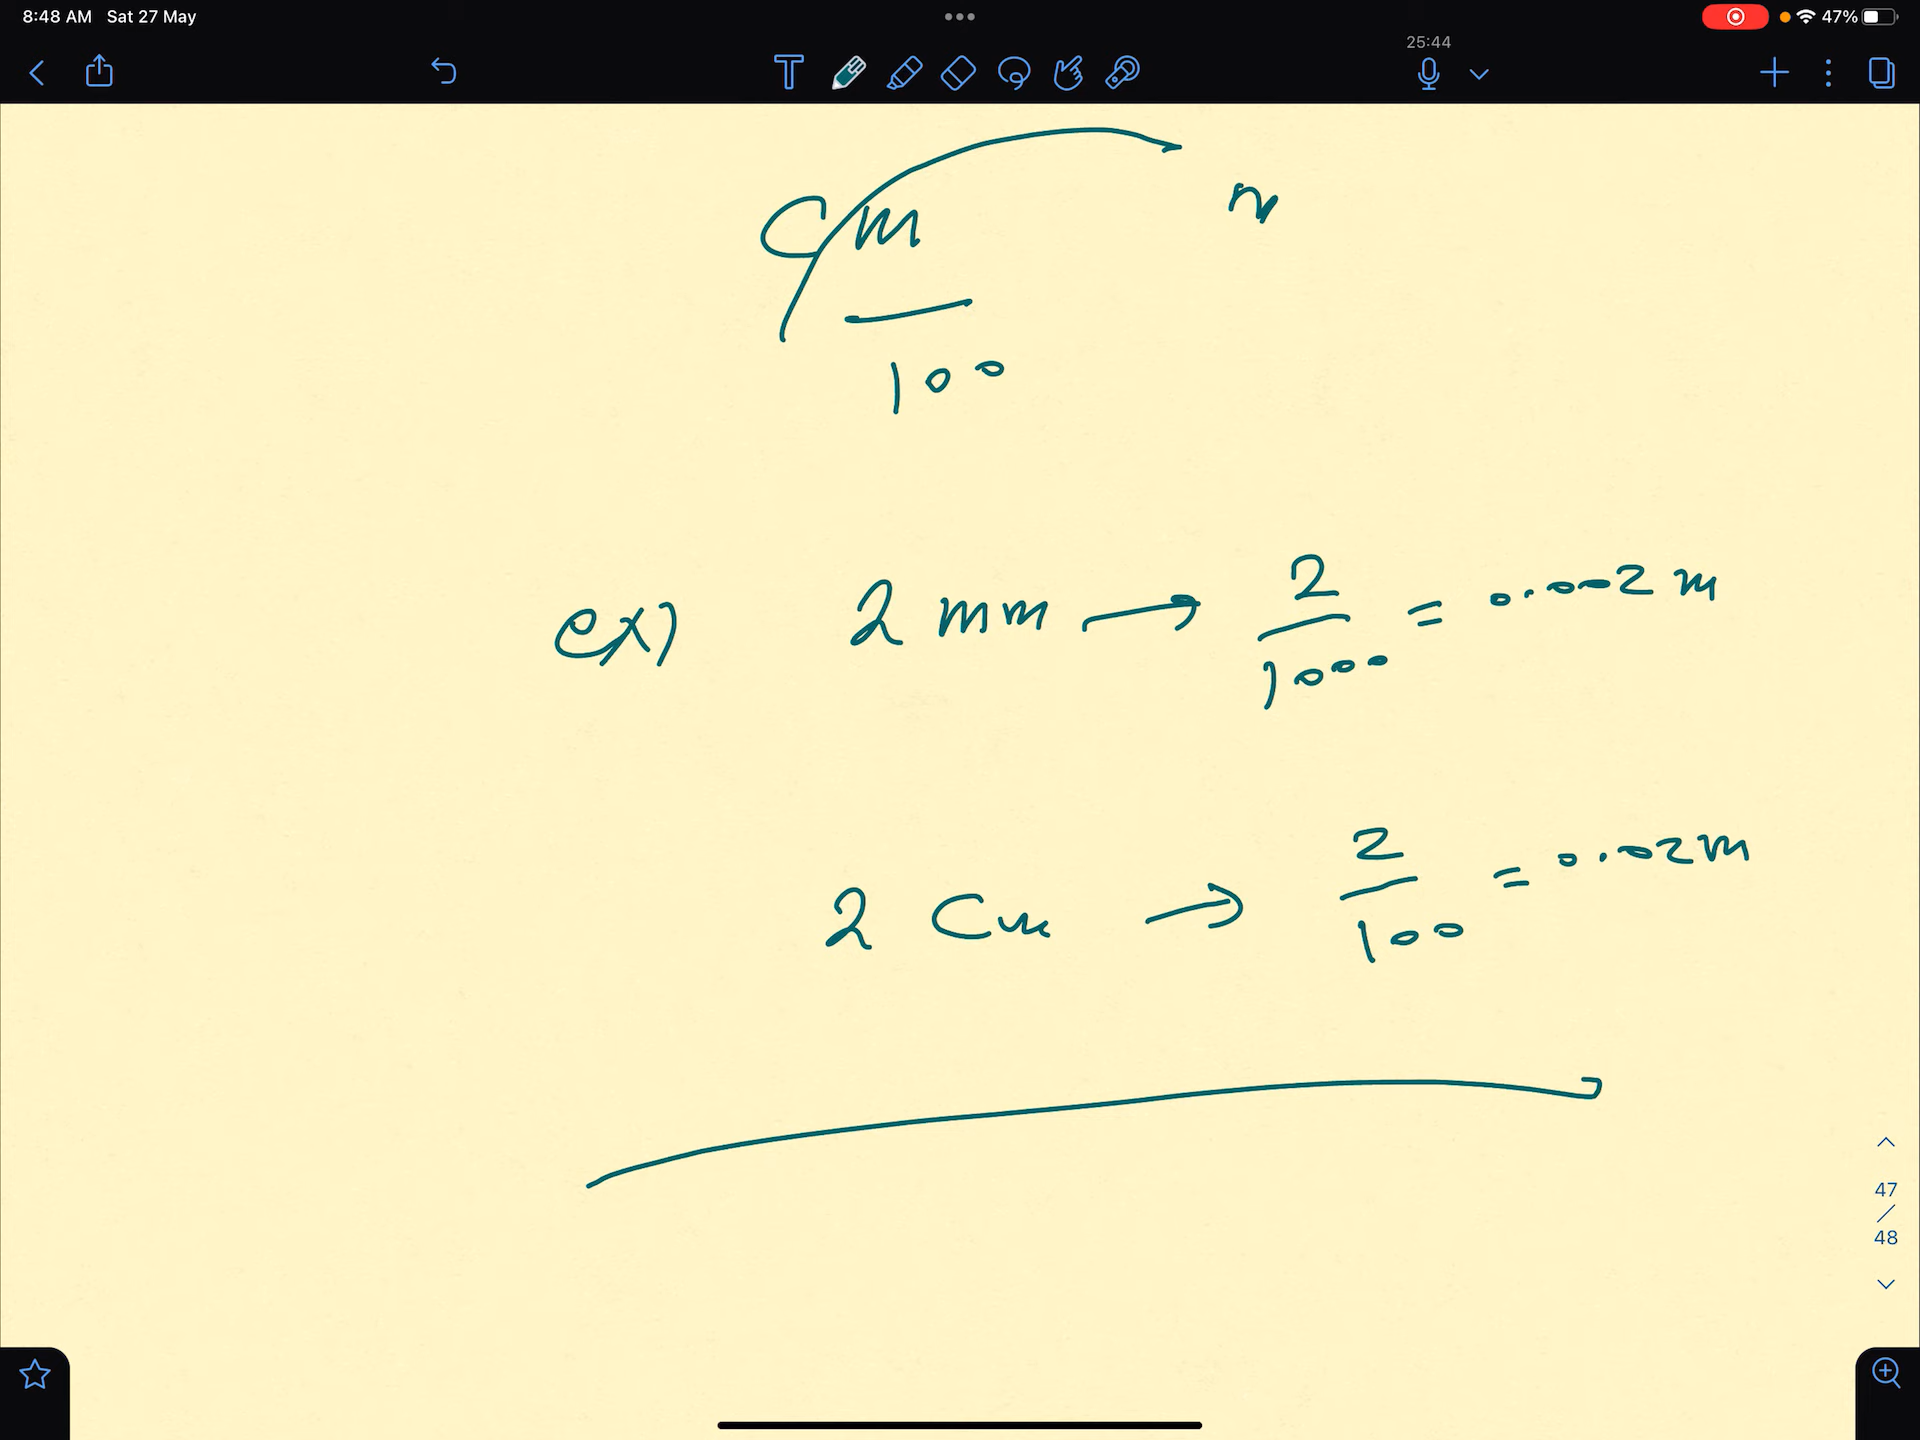 8:48 AM Sat 27 May
47%
25:44
T
cm → m
100
ex) 2 mm → 2/1000 = 0.002 m
2 cm → 2/100 = 0.02 m
47
/
48